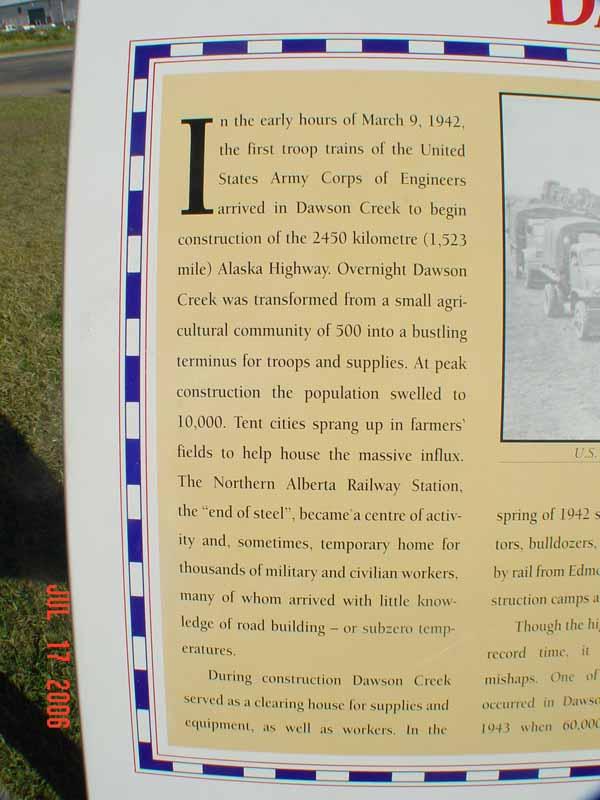 DA
In the early hours of March 9, 1942,
the first troop trains of the United
States Army Corps of Engineers
arrived in Dawson Creek to begin
construction of the 2450 kilometre (1,523
mile) Alaska Highway. Overnight Dawson
Creek was transformed from a small agri-
cultural community of 500 into a bustling
terminus for troops and supplies. At peak
construction the population swelled to
10,000. Tent cities sprang up in farmers'
fields to help house the massive influx.
The Northern Alberta Railway Station,
the "end of steel", became a centre of activ-
ity and, sometimes, temporary home for
thousands of military and civilian workers,
many of whom arrived with little know-
ledge of road building – or subzero temp-
eratures.
During construction Dawson Creek
served as a clearing house for supplies and
equipment, as well as workers. In the
U.S.
spring of 1942 s
tors, bulldozers,
by rail from Edmo
struction camps a
Though the hi
record time, it
mishaps. One of
occurred in Dawso
1943 when 60,000
JUL 17 2006